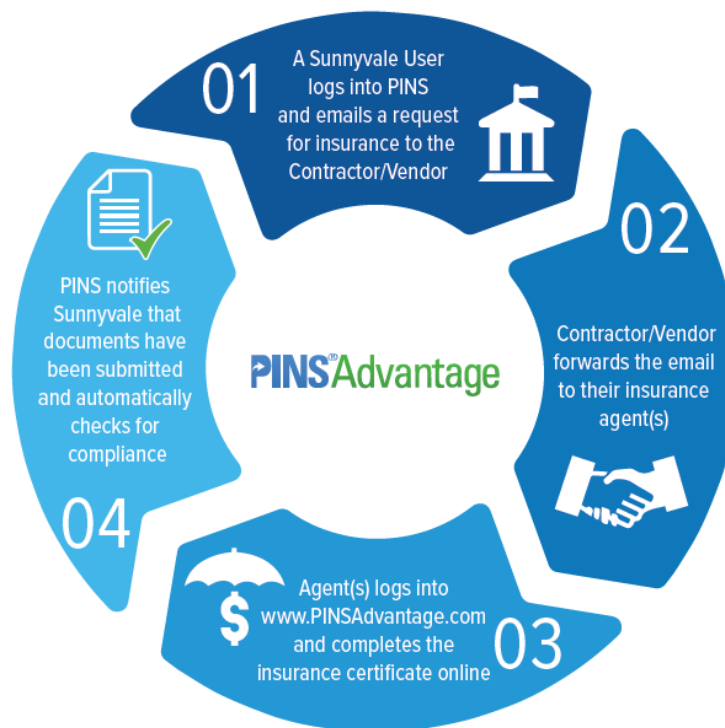 01
A Sunnyvale User
logs into PINS
and emails a request
for insurance to the
Contractor/Vendor
02
Contractor/Vendor
forwards the email
to their insurance
agent(s)
Agent(s) logs into
www.PINSAdvantage.com
and completes the
insurance certificate online
03
PINS notifies
Sunnyvale that
documents have
been submitted
and automatically
checks for
compliance
04
PINS®Advantage